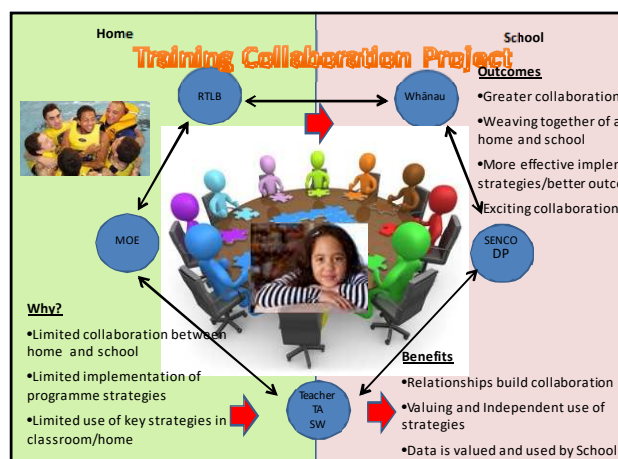 Home
School
Training Collaboration Project
RTLB
Whānau
Outcomes
•Greater collaboration
•Weaving together of a
home and school
•More effective implem
strategies/better outco
•Exciting collaboration
MOE
SENCO
DP
Why?
•Limited collaboration between
home and school
•Limited implementation of
programme strategies
•Limited use of key strategies in
classroom/home
Teacher
TA
SW
Benefits
•Relationships build collaboration
•Valuing and Independent use of
strategies
•Data is valued and used by School